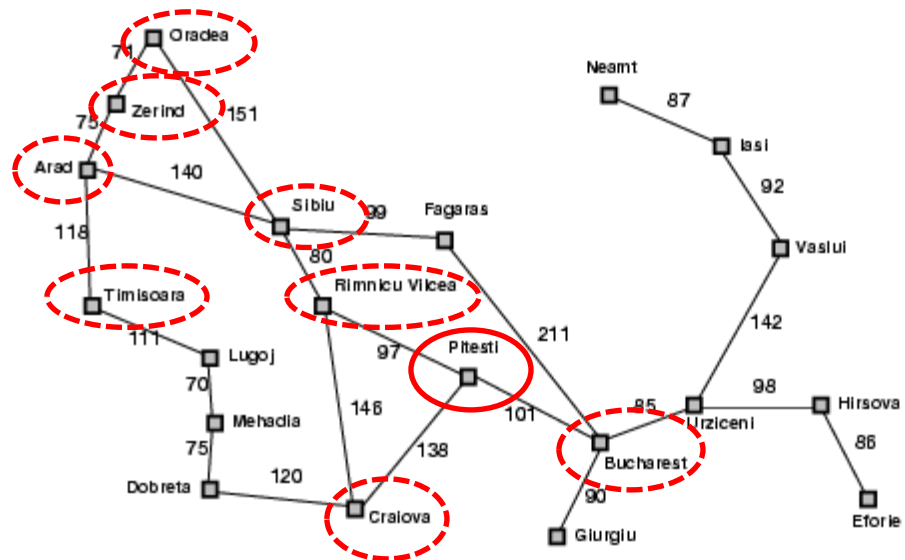 Oradea
71
Neamt
87
Zerind
151
75
Iasi
Arad
140
92
Sibiu
99
Fagaras
118
80
Vaslui
Rimnicu Vilcea
Timisoara
142
111
211
Lugoj
97
Pitesti
70
98
Hirsova
146
101
85
Urziceni
Mehadia
75
138
86
Bucharest
120
Dobreta
90
Craiova
Eforie
Giurgiu